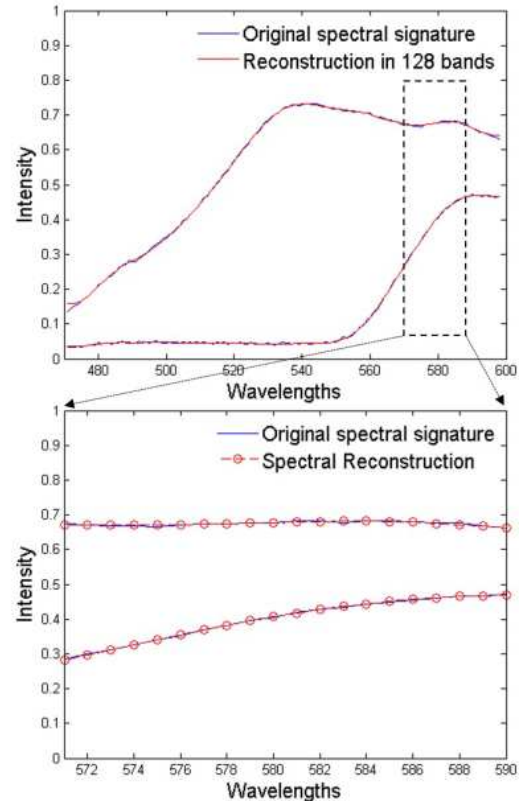 1
0.9
0.8
0.7
0.6
0.5
0.4
0.3
0.2
0.1
0
Intensity
Original spectral signature
Reconstruction in 128 bands
480 500 520 540 560 580 600
Wavelengths
1
0.9
0.8
0.7
0.6
0.5
0.4
0.3
0.2
0.1
0
Intensity
Original spectral signature
Spectral Reconstruction
572 574 576 578 580 582 584 586 588 590
Wavelengths